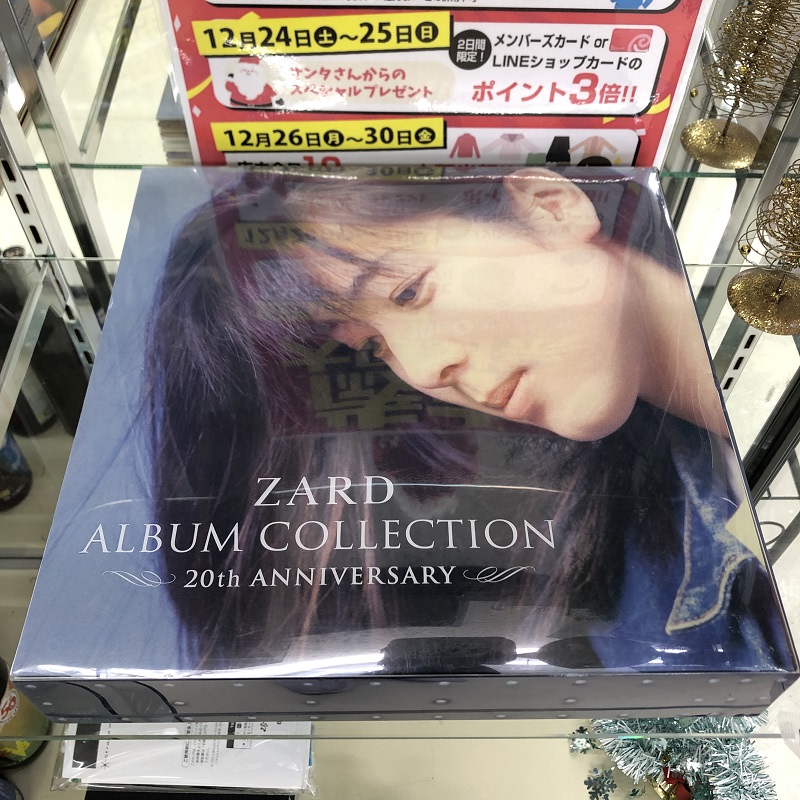 12月24日土～25日日
サンタさんからの
スペシャルプレゼント
2日間
限定!
メンバーズカード or
LINEショップカードの
ポイント3倍!!
12月26日月～30日金
ZARD
ALBUM COLLECTION
20th ANNIVERSARY